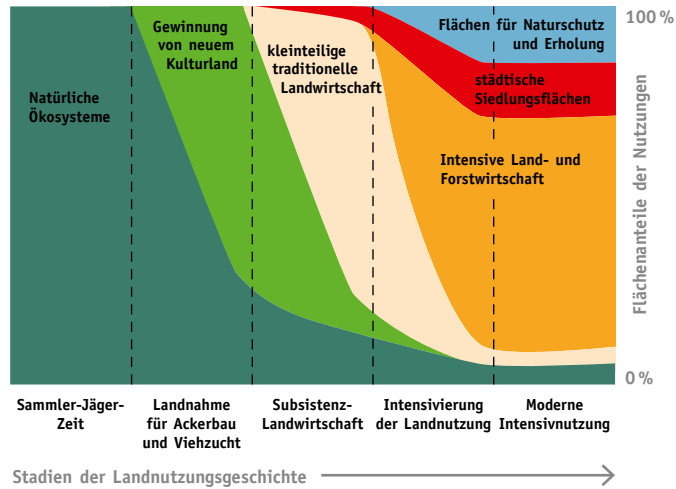 100 %
Gewinnung
von neuem
Kulturland
Flächen für Naturschutz
und Erholung
kleinteilige
traditionelle
Landwirtschaft
städtische
Siedlungsflächen
Natürliche
Ökosysteme
Intensive Land- und
Forstwirtschaft
Flächenanteile der Nutzungen
0 %
Sammler-Jäger-
Zeit
Landnahme
für Ackerbau
und Viehzucht
Subsistenz-
Landwirtschaft
Intensivierung
der Landnutzung
Moderne
Intensivnutzung
Stadien der Landnutzungsgeschichte